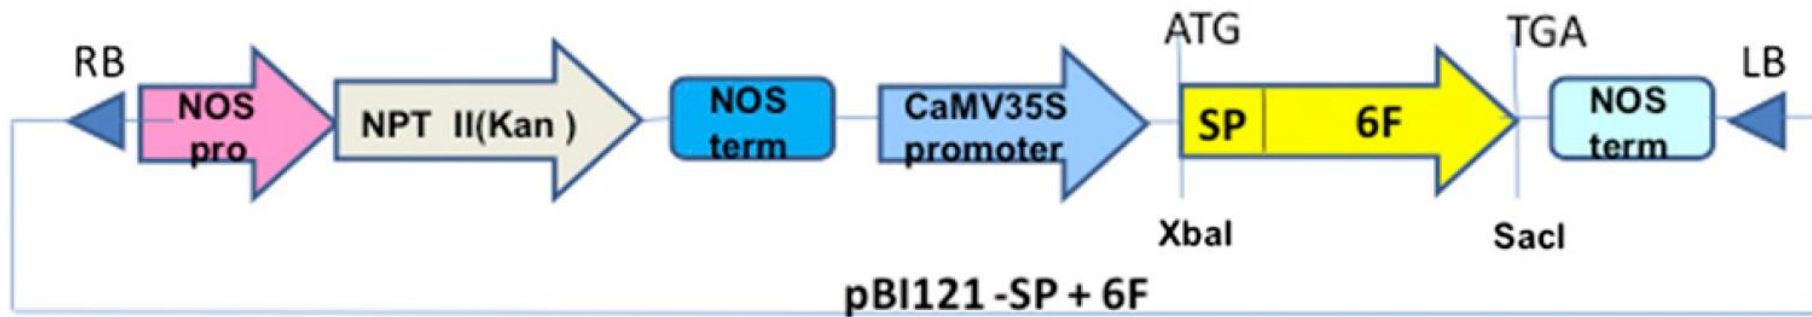 RB
NOS
pro
NPT II(Kan )
NOS
term
CaMV35S
promoter
ATG
SP
6F
TGA
NOS
term
LB
XbaI
SacI
pBI121 -SP + 6F